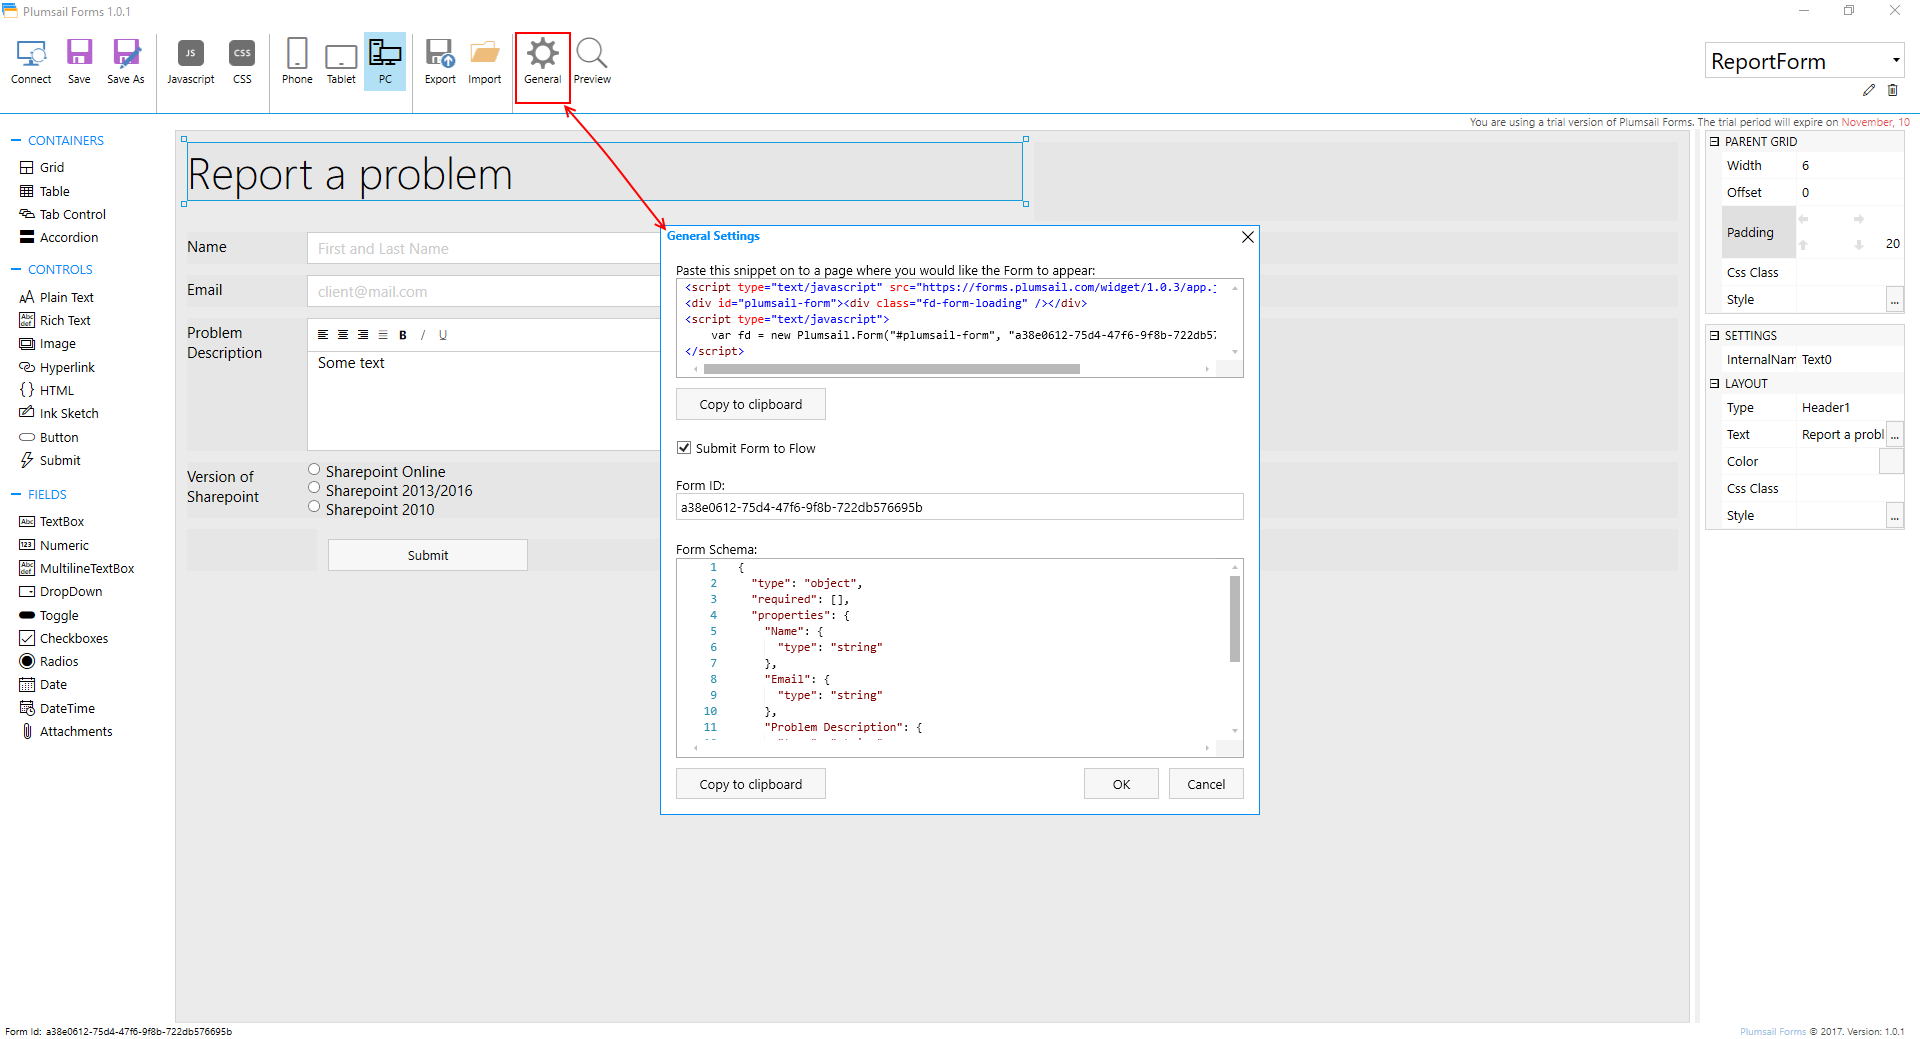 Plumsail Forms 1.0.1
Connect
Save
Save As
JS
Javascript
CSS
CSS
Phone
Tablet
PC
Export
Import
General
Preview
ReportForm
You are using a trial version of Plumsail Forms. The trial period will expire on November, 10
CONTAINERS
Grid
Table
Tab Control
Accordion
CONTROLS
AA Plain Text
Abc def Rich Text
Image
Hyperlink
{ } HTML
Ink Sketch
Button
Submit
FIELDS
Abc TextBox
123 Numeric
Abc def MultilineTextBox
DropDown
Toggle
Checkboxes
Radios
Date
DateTime
Attachments
Report a problem
Name
First and Last Name
Email
client@mail.com
Problem
Description
B / U
Some text
Version of
Sharepoint
Sharepoint Online
Sharepoint 2013/2016
Sharepoint 2010
Submit
General Settings
Paste this snippet on to a page where you would like the Form to appear:
<script type="text/javascript" src="https://forms.plumsail.com/widget/1.0.3/app.j
<div id="plumsail-form"><div class="fd-form-loading" /></div>
<script type="text/javascript">
var fd = new Plumsail.Form("#plumsail-form", "a38e0612-75d4-47f6-9f8b-722db57
</script>
Copy to clipboard
Submit Form to Flow
Form ID:
a38e0612-75d4-47f6-9f8b-722db576695b
Form Schema:
1 {
2 "type": "object",
3 "required": [],
4 "properties": {
5 "Name": {
6 "type": "string"
7 },
8 "Email": {
9 "type": "string"
10 },
11 "Problem Description": {
Copy to clipboard
OK
Cancel
PARENT GRID
Width 6
Offset 0
Padding
20
Css Class
Style ...
SETTINGS
InternalNam Text0
LAYOUT
Type Header1
Text Report a probl ...
Color
Css Class
Style ...
Form Id: a38e0612-75d4-47f6-9f8b-722db576695b
Plumsail Forms © 2017. Version: 1.0.1